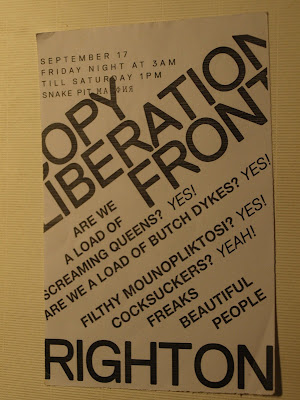 SEPTEMBER 17
FRIDAY NIGHT AT 3AM
TILL SATURDAY 1PM
SNAKE PIT
COPY
LIBERATION
FRONT
ARE WE
A LOAD OF
SCREAMING QUEENS? YES!
ARE WE A LOAD OF BUTCH DYKES? YES!
FILTHY MOUNOPLIKTOSI? YES!
COCKSUCKERS? YEAH!
FREAKS
BEAUTIFUL
PEOPLE
RIGHT ON